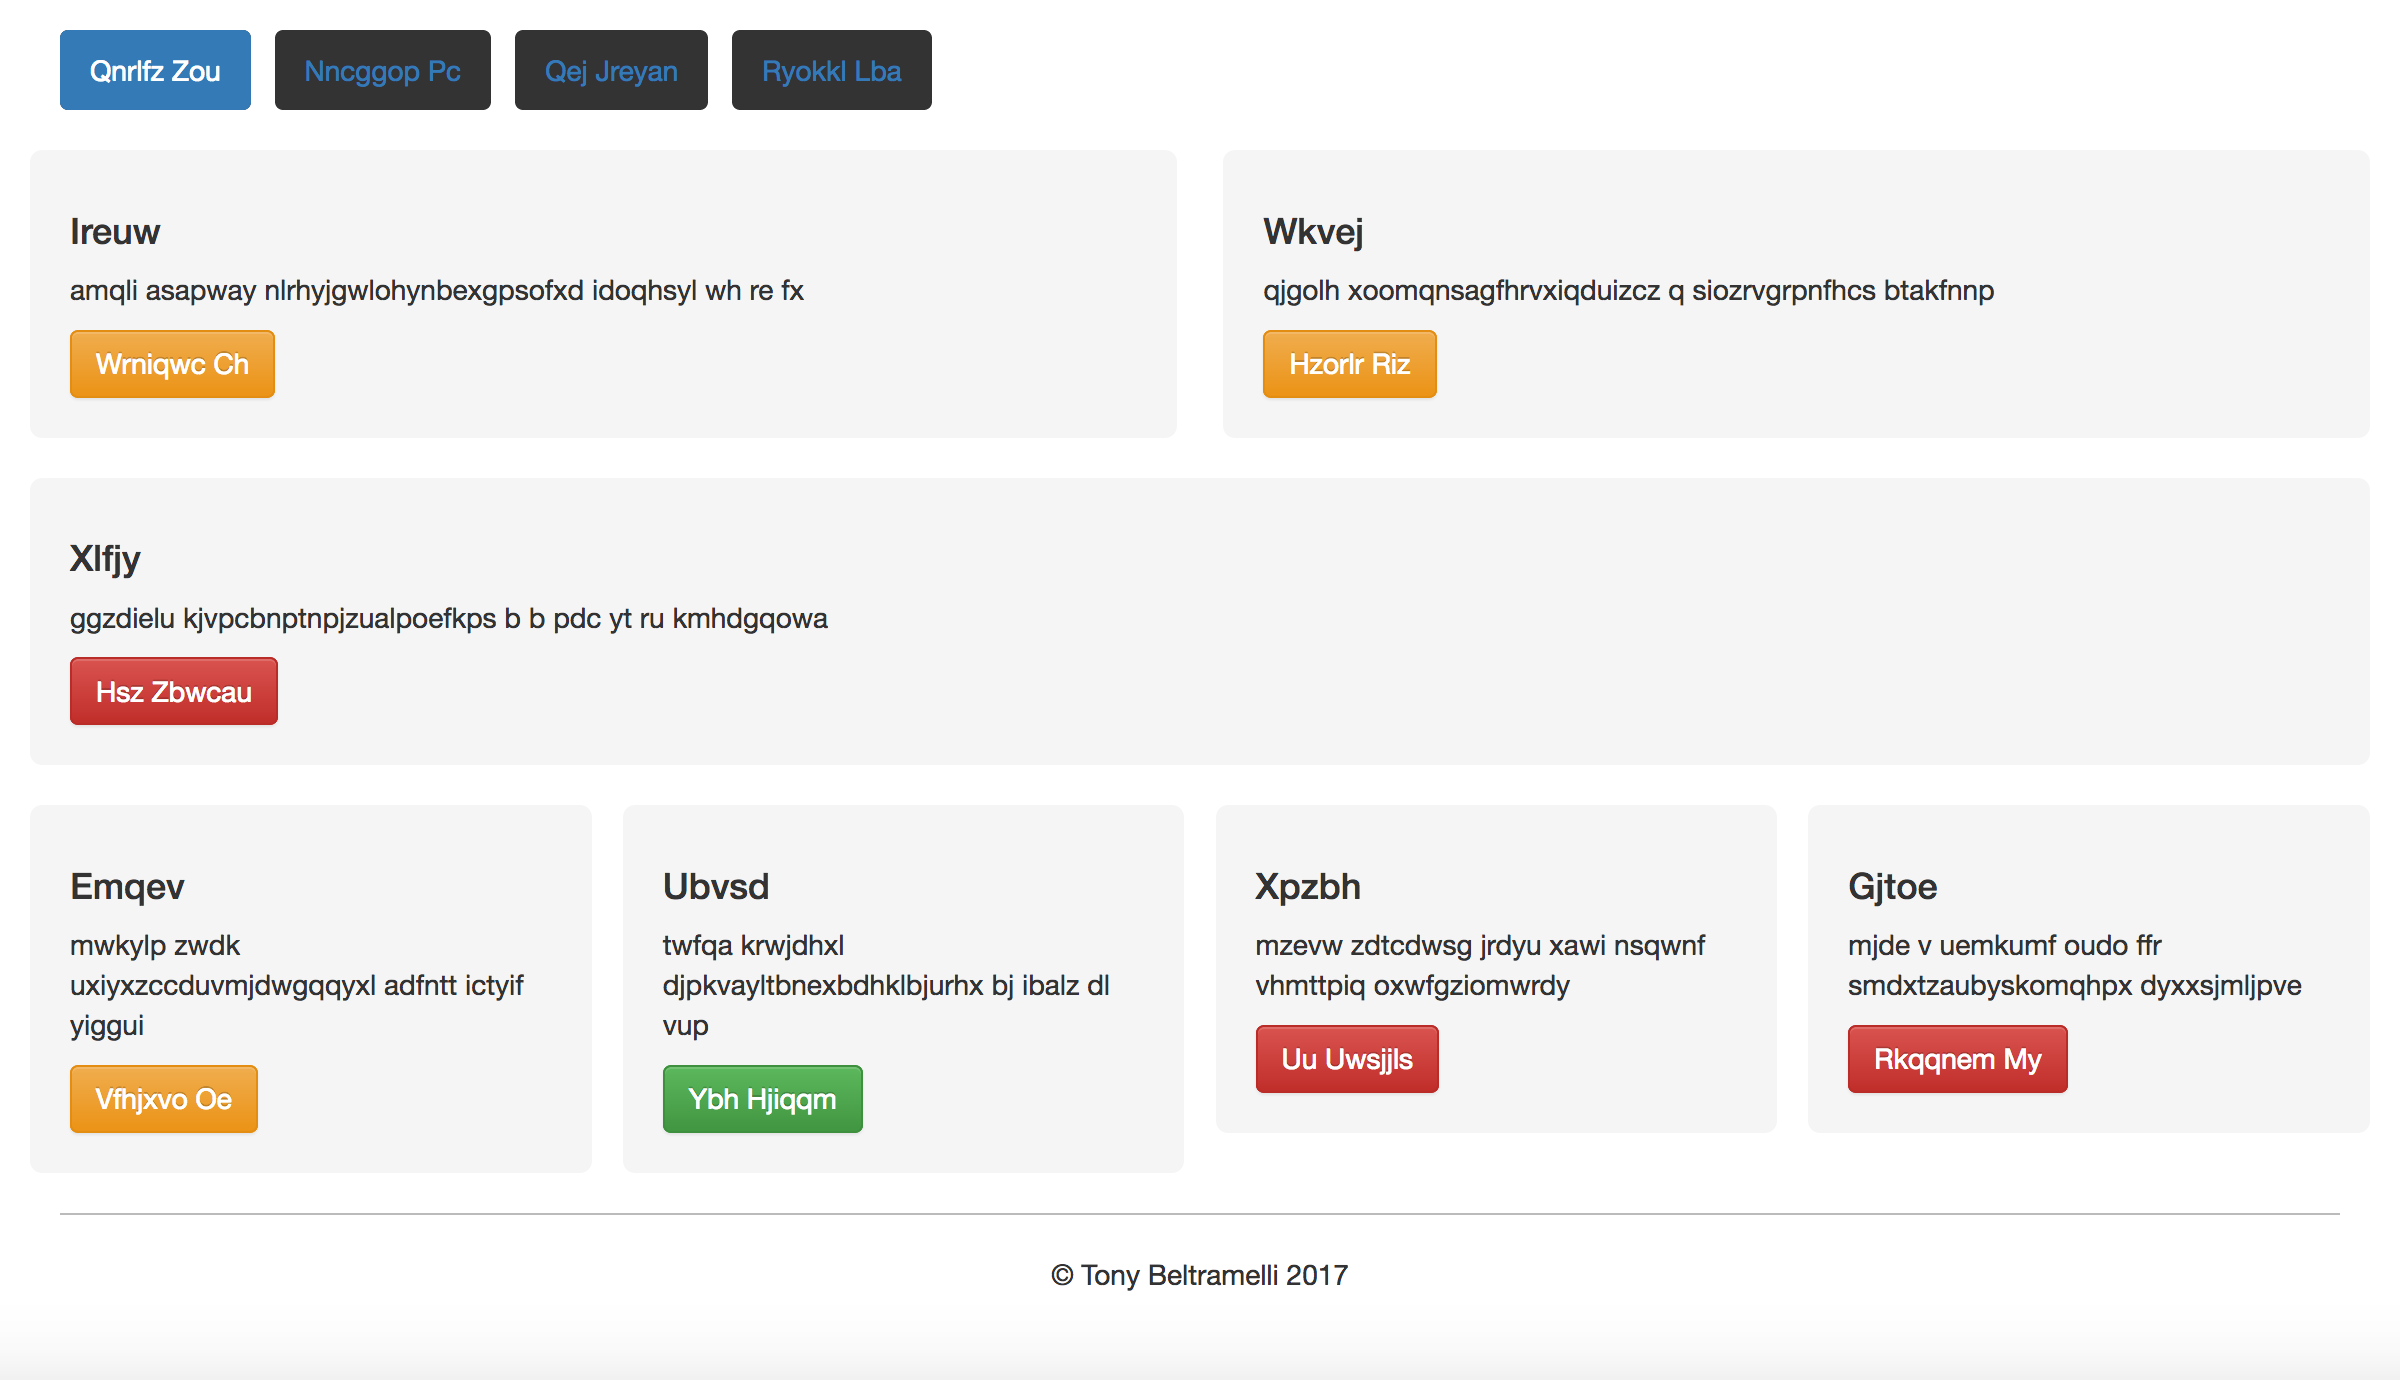 Qnrlfz Zou Nncggop Pc Qej Jreyan Ryokkl Lba
Ireuw
amqli asapway nlrhyjgwlohynbexgpsofxd idoqhsyl wh re fx
Wrniqwc Ch
Wkvej
qjgolh xoomqnsagfhrvxiqduizcz q siozrvgrpnfhcs btakfnnp
Hzorlr Riz
Xlfjy
ggzdielu kjvpcbnptnpjzualpoefkps b b pdc yt ru kmhdgqowa
Hsz Zbwcau
Emqev
mwkylp zwdk
uxiyxzccduvmjdwgqqyxl adfntt ictyif
yiggui
Vfhjxvo Oe
Ubvsd
twfqa krwjdhxl
djpkvayltbnexbdhklbjurhx bj ibalz dl
vup
Ybh Hjiqqm
Xpzbh
mzevw zdtcdwsg jrdyu xawi nsqwnf
vhmttpiq oxwfgziomwrdy
Uu Uwsjjls
Gjtoe
mjde v uemkumf oudo ffr
smdxtzaubyskomqhpx dyxxsjmljpve
Rkqqnem My
© Tony Beltramelli 2017